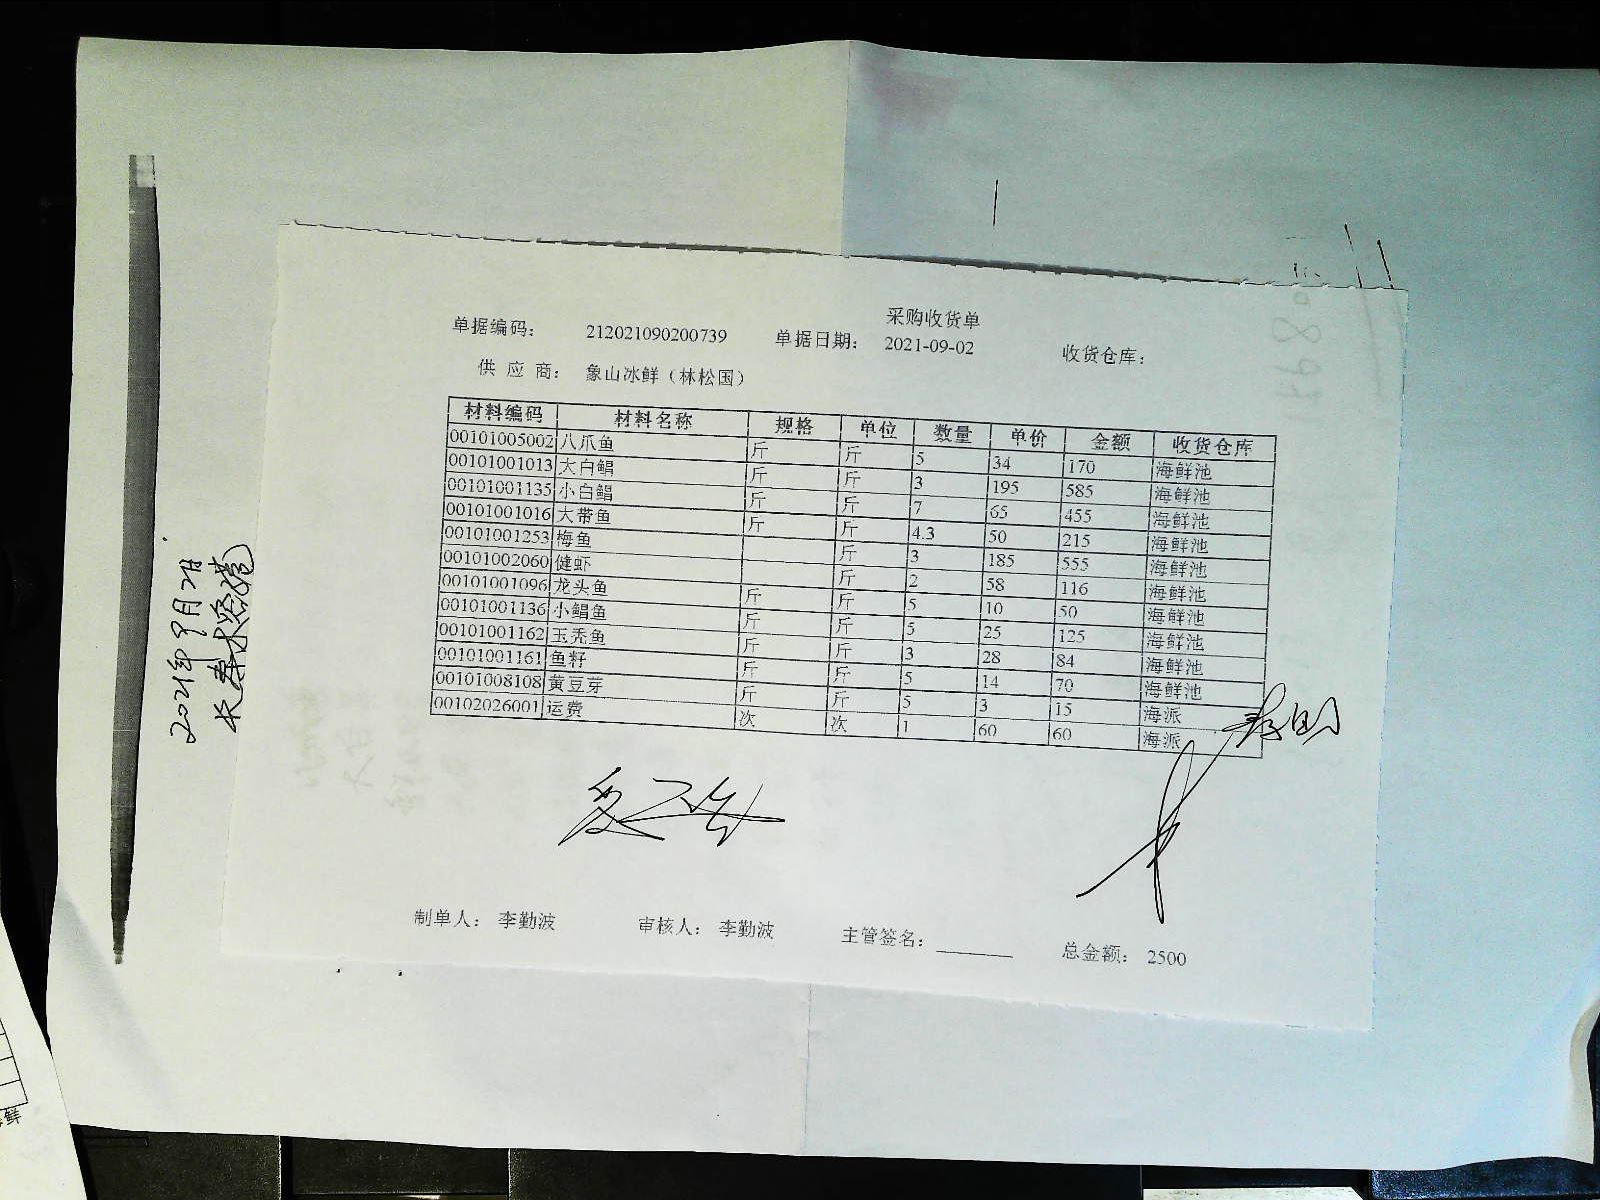 采购收货单
单据编码： 212021090200739 单据日期： 2021-09-02 收货仓库：
供 应 商： 象山冰鲜（林松国）
材料编码 材料名称 规格 单位 数量 单价 金额 收货仓库
00101005002 八爪鱼 斤 斤 5 34 170 海鲜池
00101001013 大白鲳 斤 斤 3 195 585 海鲜池
00101001135 小白鲳 斤 斤 7 65 455 海鲜池
00101001016 大带鱼 斤 斤 4.3 50 215 海鲜池
00101001253 梅鱼 斤 3 185 555 海鲜池
00101002060 健虾 斤 2 58 116 海鲜池
00101001096 龙头鱼 斤 斤 5 10 50 海鲜池
00101001136 小鲳鱼 斤 斤 5 25 125 海鲜池
00101001162 玉秃鱼 斤 斤 3 28 84 海鲜池
00101001161 鱼籽 斤 斤 5 14 70 海鲜池
00101008108 黄豆芽 斤 斤 5 3 15 海派
00102026001 运费 次 次 1 60 60 海派
制单人： 李勤波 审核人： 李勤波 主管签名： 总金额： 2500
2021年9月2日